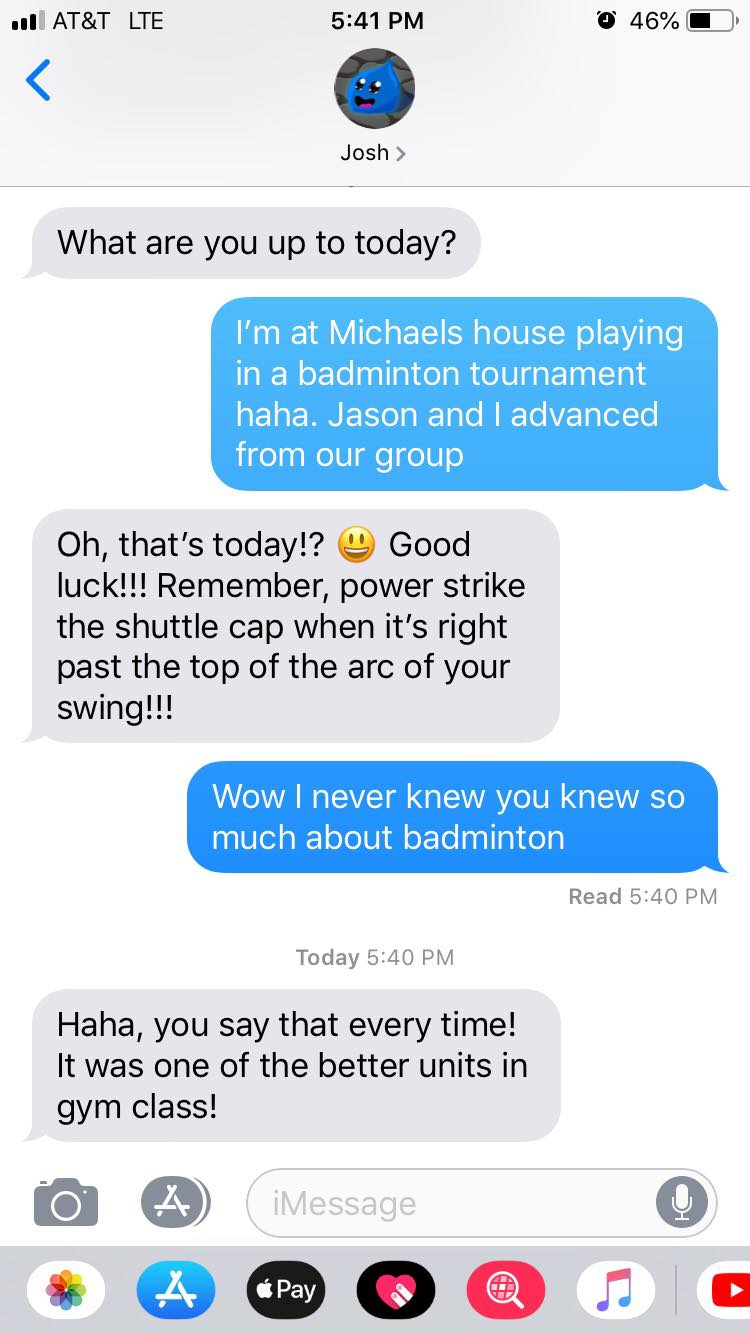 AT&T LTE 5:41 PM 46%
Josh
What are you up to today?
I’m at Michaels house playing
in a badminton tournament
haha. Jason and I advanced
from our group
Oh, that’s today!? 😃 Good
luck!!! Remember, power strike
the shuttle cap when it’s right
past the top of the arc of your
swing!!!
Wow I never knew you knew so
much about badminton
Read 5:40 PM
Today 5:40 PM
Haha, you say that every time!
It was one of the better units in
gym class!
iMessage
Pay